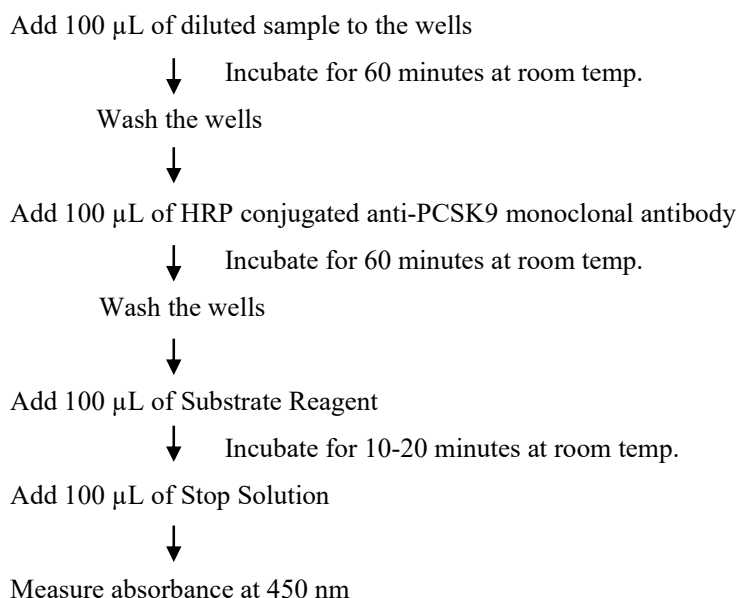 Add 100 µL of diluted sample to the wells
Incubate for 60 minutes at room temp.
Wash the wells
Add 100 µL of HRP conjugated anti-PCSK9 monoclonal antibody
Incubate for 60 minutes at room temp.
Wash the wells
Add 100 µL of Substrate Reagent
Incubate for 10-20 minutes at room temp.
Add 100 µL of Stop Solution
Measure absorbance at 450 nm